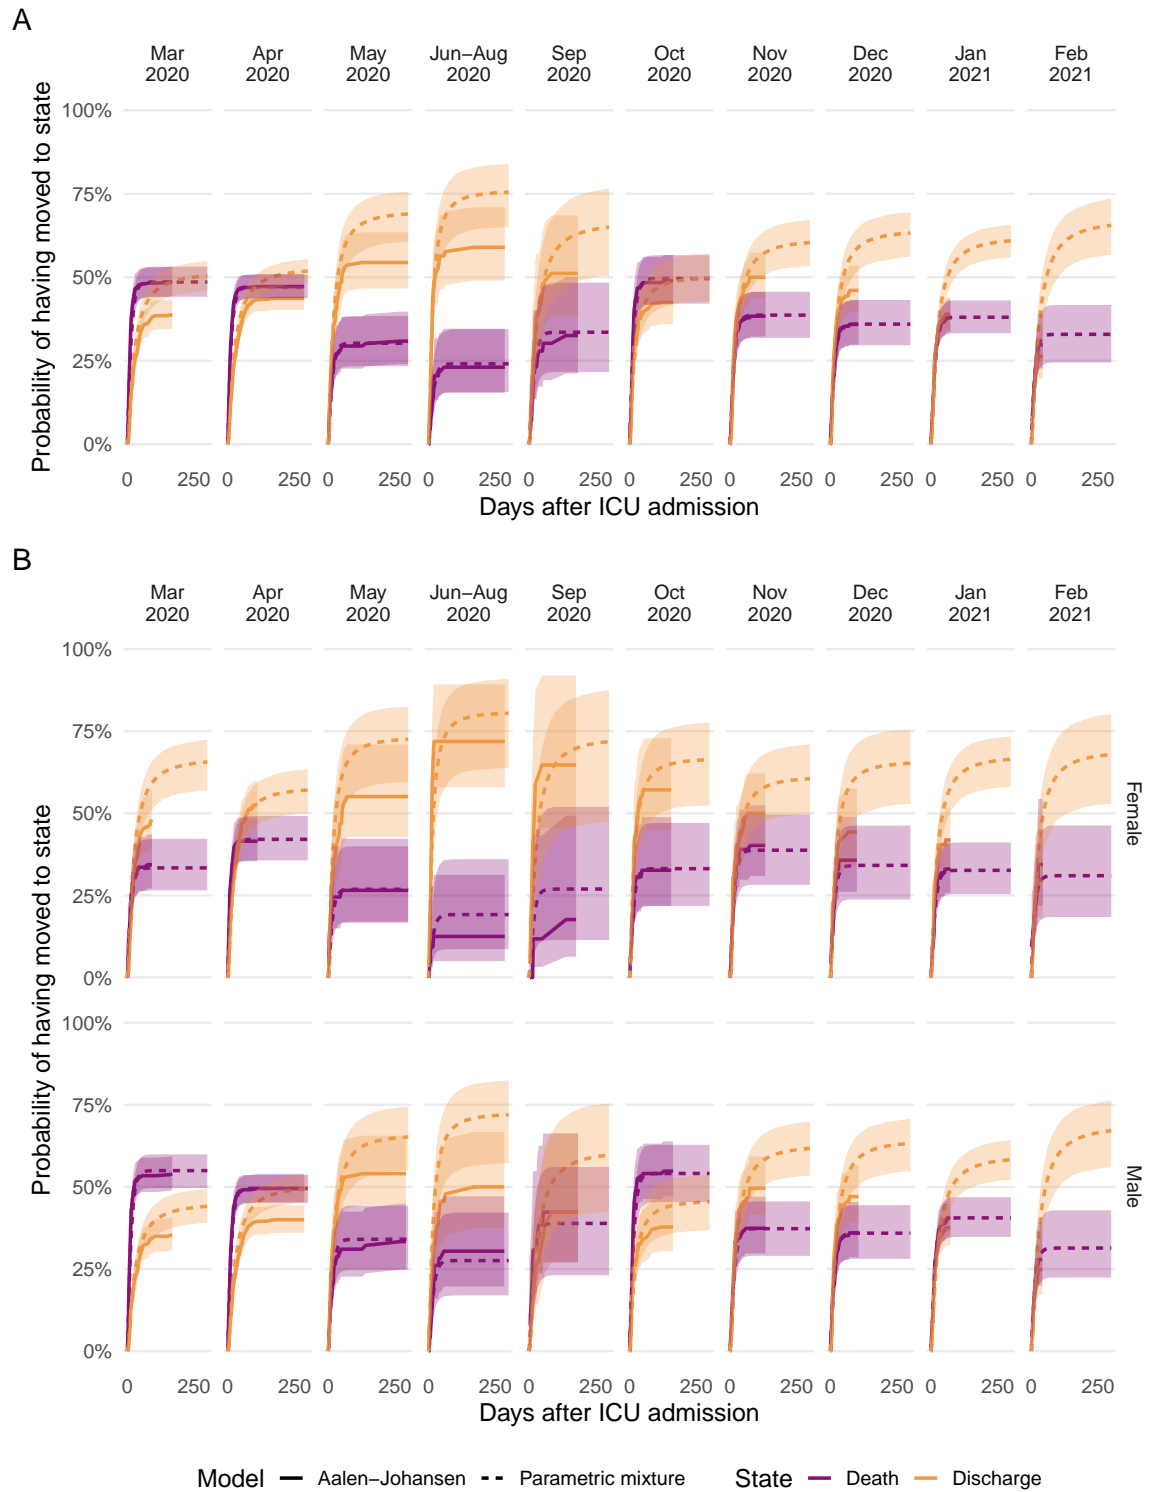 A
Mar Apr May Jun−Aug Sep Oct Nov Dec Jan Feb
2020 2020 2020 2020 2020 2020 2020 2020 2021 2021
Probability of having moved to state
100%
75%
50%
25%
0%
0 250 0 250 0 250 0 250 0 250 0 250 0 250 0 250 0 250 0 250
Days after ICU admission
B
Mar Apr May Jun−Aug Sep Oct Nov Dec Jan Feb
2020 2020 2020 2020 2020 2020 2020 2020 2021 2021
Probability of having moved to state
100%
75%
50%
25%
0%
Female
100%
75%
50%
25%
0%
Male
0 250 0 250 0 250 0 250 0 250 0 250 0 250 0 250 0 250 0 250
Days after ICU admission
Model Aalen−Johansen Parametric mixture State Death Discharge